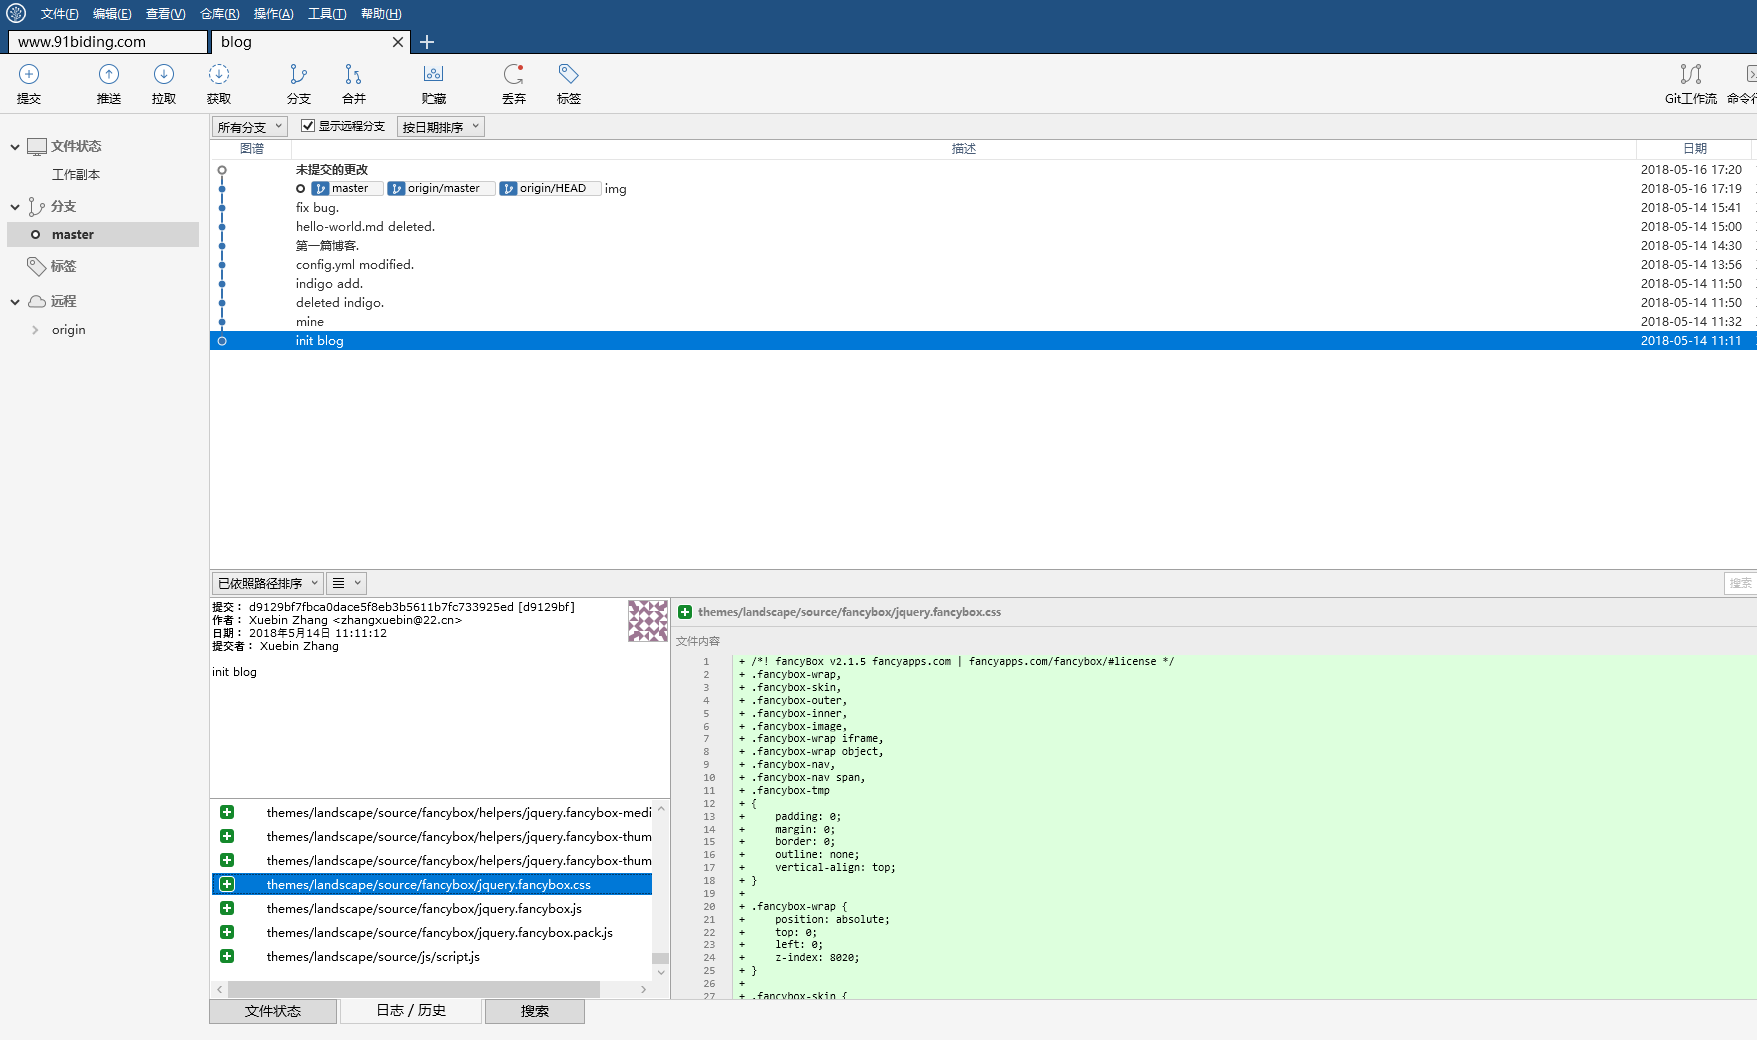 文件(F) 编辑(E) 查看(V) 仓库(R) 操作(A) 工具(T) 帮助(H)
www.91biding.com blog
提交 推送 拉取 获取 分支 合并 贮藏 丢弃 标签 Git工作流 命令行
文件状态
工作副本
分支
master
标签
远程
origin
所有分支 显示远程分支 按日期排序
图谱 描述 日期
未提交的更改 2018-05-16 17:20
master origin/master origin/HEAD img 2018-05-16 17:19
fix bug. 2018-05-14 15:41
hello-world.md deleted. 2018-05-14 15:00
第一篇博客. 2018-05-14 14:30
config.yml modified. 2018-05-14 13:56
indigo add. 2018-05-14 11:50
deleted indigo. 2018-05-14 11:50
mine 2018-05-14 11:32
init blog 2018-05-14 11:11
已依照路径排序 搜索
提交： d9129bf7fbca0dace5f8eb3b5611b7fc733925ed [d9129bf]
作者： Xuebin Zhang <zhangxuebin@22.cn>
日期： 2018年5月14日 11:11:12
提交者： Xuebin Zhang
init blog
themes/landscape/source/fancybox/helpers/jquery.fancybox-medi
themes/landscape/source/fancybox/helpers/jquery.fancybox-thum
themes/landscape/source/fancybox/helpers/jquery.fancybox-thum
themes/landscape/source/fancybox/jquery.fancybox.css
themes/landscape/source/fancybox/jquery.fancybox.js
themes/landscape/source/fancybox/jquery.fancybox.pack.js
themes/landscape/source/js/script.js
themes/landscape/source/fancybox/jquery.fancybox.css
文件内容
1 + /*! fancyBox v2.1.5 fancyapps.com | fancyapps.com/fancybox/#license */
2 + .fancybox-wrap,
3 + .fancybox-skin,
4 + .fancybox-outer,
5 + .fancybox-inner,
6 + .fancybox-image,
7 + .fancybox-wrap iframe,
8 + .fancybox-wrap object,
9 + .fancybox-nav,
10 + .fancybox-nav span,
11 + .fancybox-tmp
12 + {
13 +     padding: 0;
14 +     margin: 0;
15 +     border: 0;
16 +     outline: none;
17 +     vertical-align: top;
18 + }
19 +
20 + .fancybox-wrap {
21 +     position: absolute;
22 +     top: 0;
23 +     left: 0;
24 +     z-index: 8020;
25 + }
26 +
27 + .fancybox-skin {
文件状态 日志 / 历史 搜索